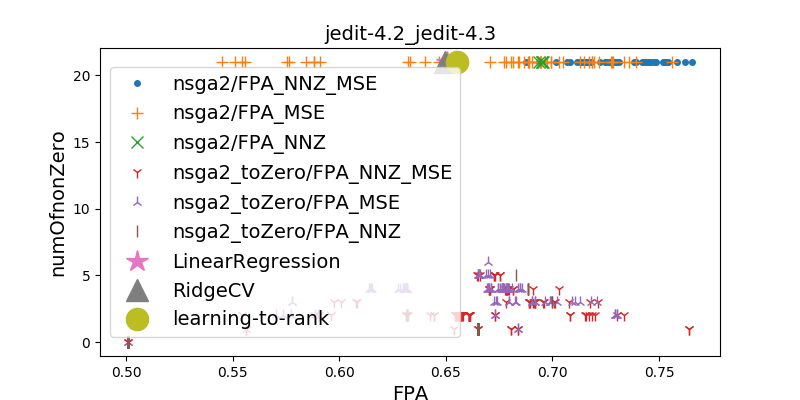 jedit-4.2_jedit-4.3
numOfnonZero
20
15
10
5
0
nsga2/FPA_NNZ_MSE
nsga2/FPA_MSE
nsga2/FPA_NNZ
nsga2_toZero/FPA_NNZ_MSE
nsga2_toZero/FPA_MSE
nsga2_toZero/FPA_NNZ
LinearRegression
RidgeCV
learning-to-rank
0.50 0.55 0.60 0.65 0.70 0.75
FPA